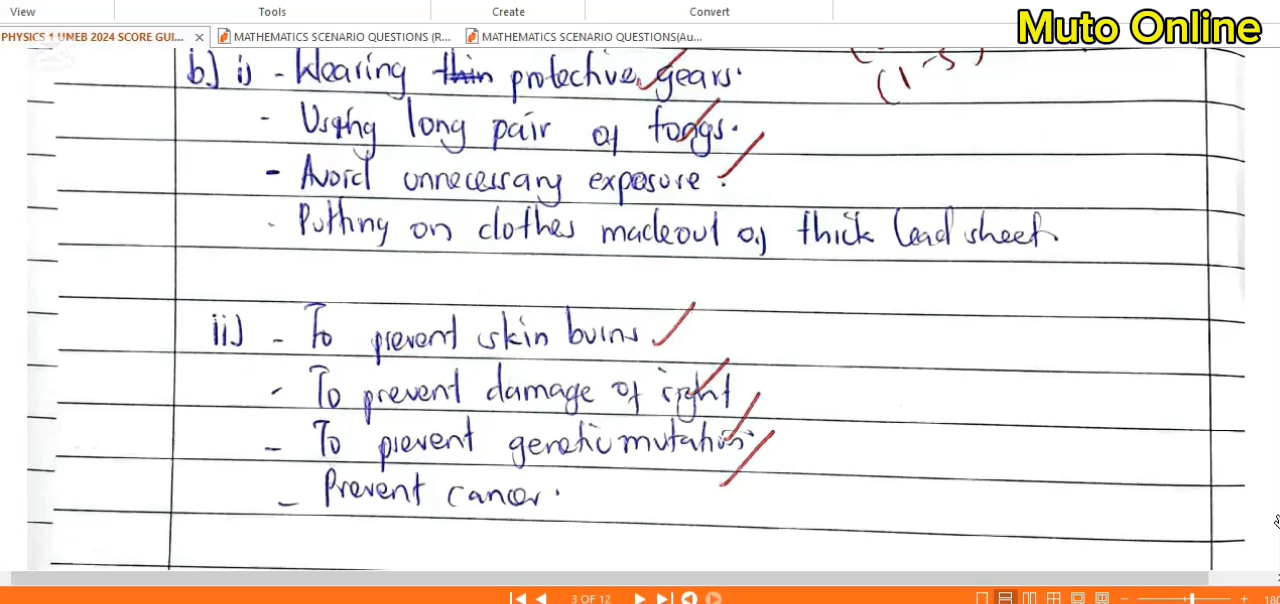 View Tools Create Convert
Muto Online
PHYSICS 1 UNEB 2024 SCORE GUI... × MATHEMATICS SCENARIO QUESTIONS (R... MATHEMATICS SCENARIO QUESTIONS(Au...
b.) i) - Wearing thin protective gears.
- Using long pair of tongs.
- Avoid unnecessary exposure.
- Putting on clothes madeout of thick lead sheet.
ii) - To prevent skin burns
- To prevent damage of sight
- To prevent genetic mutation.
- Prevent cancer.
3 OF 12